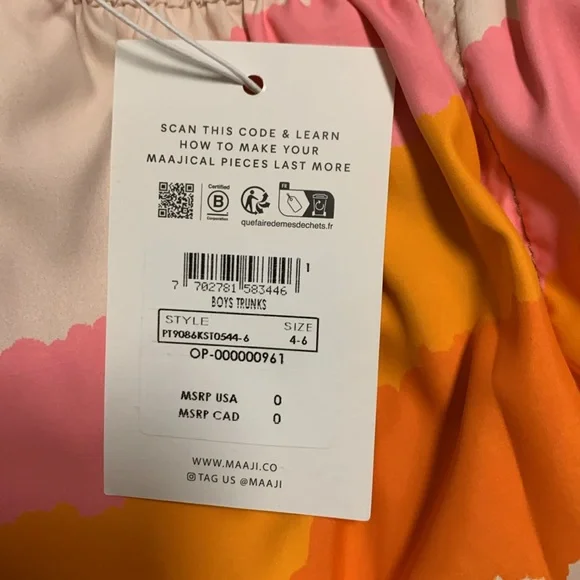 SCAN THIS CODE & LEARN
HOW TO MAKE YOUR
MAAJICAL PIECES LAST MORE
Certified
B
Corporation
FR
quefairedemesdechets.fr
1
7 702781 583446
BOYS TRUNKS
STYLE SIZE
PT9086KST0544-6 4-6
OP-000000961
MSRP USA 0
MSRP CAD 0
WWW.MAAJI.CO
TAG US @MAAJI